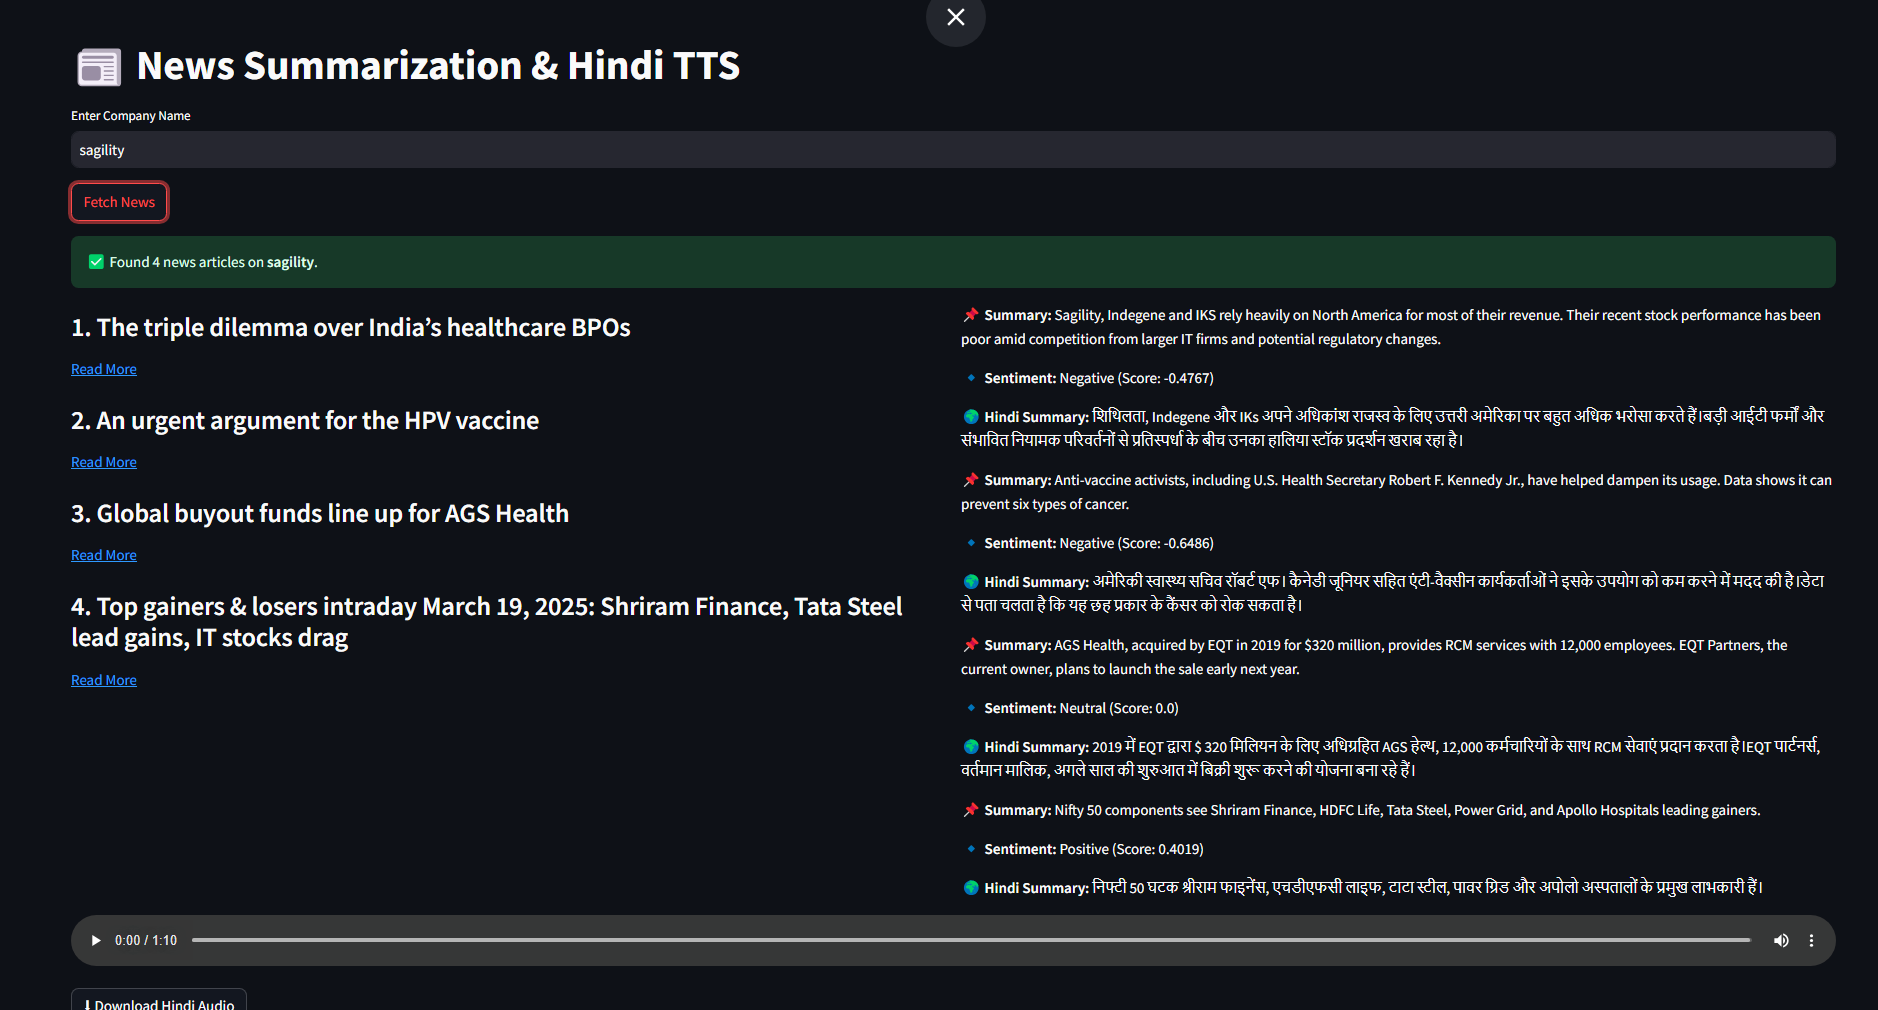 News Summarization & Hindi TTS
Enter Company Name
sagility
Fetch News
Found 4 news articles on sagility.
1. The triple dilemma over India’s healthcare BPOs
Read More
2. An urgent argument for the HPV vaccine
Read More
3. Global buyout funds line up for AGS Health
Read More
4. Top gainers & losers intraday March 19, 2025: Shriram Finance, Tata Steel
lead gains, IT stocks drag
Read More
Summary: Sagility, Indegene and IKS rely heavily on North America for most of their revenue. Their recent stock performance has been
poor amid competition from larger IT firms and potential regulatory changes.
Sentiment: Negative (Score: -0.4767)
Hindi Summary: शिथिलता, Indegene और IKs अपने अधिकांश राजस्व के लिए उत्तरी अमेरिका पर बहुत अधिक भरोसा करते हैं।बड़ी आईटी फर्मों और
संभावित नियामक परिवर्तनों से प्रतिस्पर्धा के बीच उनका हालिया स्टॉक प्रदर्शन खराब रहा है।
Summary: Anti-vaccine activists, including U.S. Health Secretary Robert F. Kennedy Jr., have helped dampen its usage. Data shows it can
prevent six types of cancer.
Sentiment: Negative (Score: -0.6486)
Hindi Summary: अमेरिकी स्वास्थ्य सचिव रॉबर्ट एफ। कैनेडी जूनियर सहित एंटी-वैक्सीन कार्यकर्ताओं ने इसके उपयोग को कम करने में मदद की है।डेटा
से पता चलता है कि यह छह प्रकार के कैंसर को रोक सकता है।
Summary: AGS Health, acquired by EQT in 2019 for $320 million, provides RCM services with 12,000 employees. EQT Partners, the
current owner, plans to launch the sale early next year.
Sentiment: Neutral (Score: 0.0)
Hindi Summary: 2019 में EQT द्वारा $ 320 मिलियन के लिए अधिग्रहित AGS हेल्थ, 12,000 कर्मचारियों के साथ RCM सेवाएं प्रदान करता है।EQT पार्टनर्स,
वर्तमान मालिक, अगले साल की शुरुआत में बिक्री शुरू करने की योजना बना रहे हैं।
Summary: Nifty 50 components see Shriram Finance, HDFC Life, Tata Steel, Power Grid, and Apollo Hospitals leading gainers.
Sentiment: Positive (Score: 0.4019)
Hindi Summary: निफ्टी 50 घटक श्रीराम फाइनेंस, एचडीएफसी लाइफ, टाटा स्टील, पावर ग्रिड और अपोलो अस्पतालों के प्रमुख लाभकारी हैं।
0:00 / 1:10
Download Hindi Audio